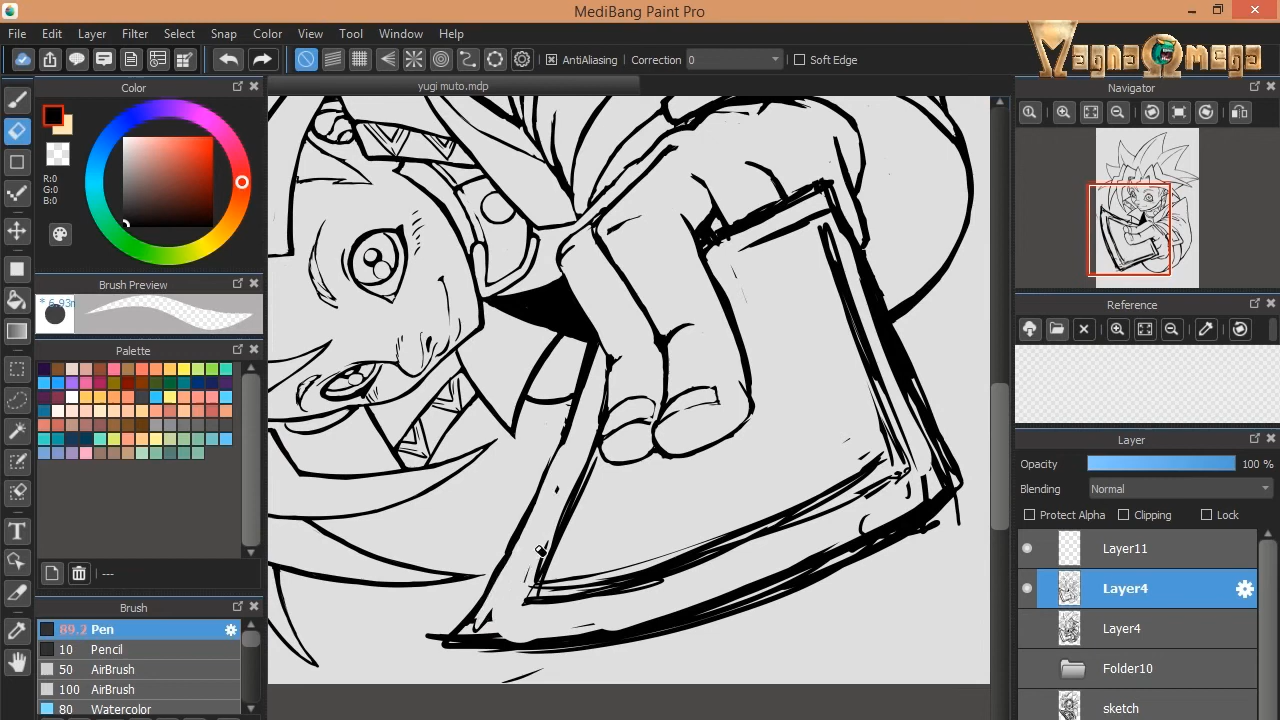 MediBang Paint Pro
File Edit Layer Filter Select Snap Color View Tool Window Help
MagnaOmega
AntiAliasing Correction 0 Soft Edge
Color
yugi muto.mdp
Navigator
R:0
G:0
B:0
Brush Preview
* 6.93m
Reference
Palette
Layer
Opacity 100 %
Blending Normal
Protect Alpha Clipping Lock
Layer11
Layer4
Layer4
Folder10
sketch
---
Brush
89.2 Pen
10 Pencil
50 AirBrush
100 AirBrush
80 Watercolor